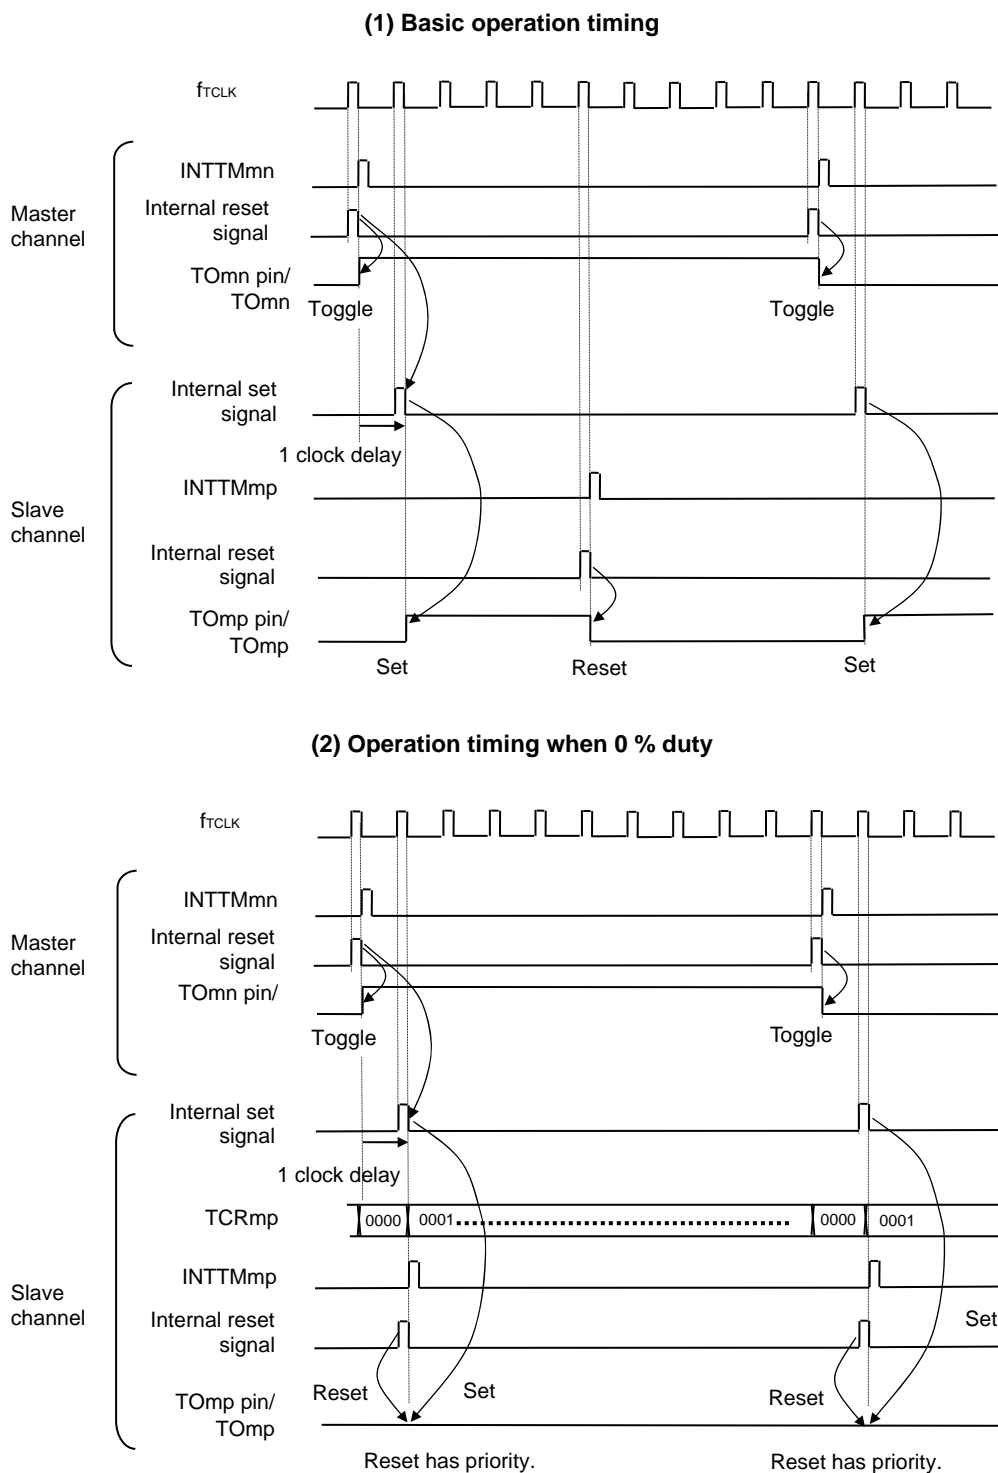 (1) Basic operation timing
fTCLK
INTTMmn
Internal reset
signal
Master
channel
TOmn pin/
TOmn
Toggle
Toggle
Internal set
signal
1 clock delay
INTTMmp
Slave
channel
Internal reset
signal
TOmp pin/
TOmp
Set
Reset
Set
(2) Operation timing when 0 % duty
fTCLK
INTTMmn
Internal reset
signal
Master
channel
TOmn pin/
Toggle
Toggle
Internal set
signal
1 clock delay
TCRmp
0000
0001
0000
0001
INTTMmp
Slave
channel
Internal reset
signal
Set
Reset
Set
Reset
TOmp pin/
TOmp
Reset has priority.
Reset has priority.